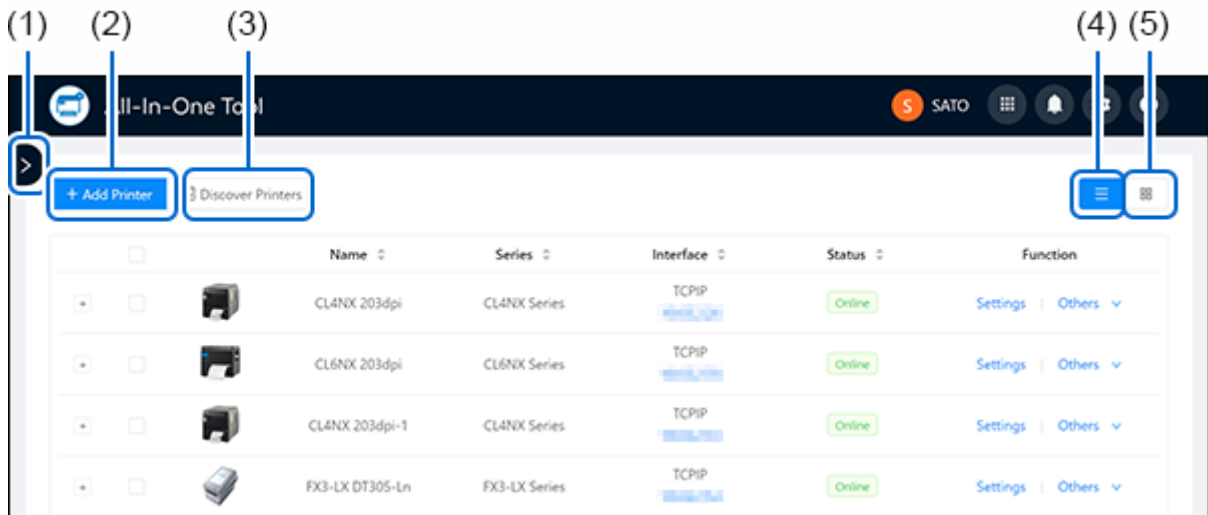 (1) (2) (3) (4) (5)
All-In-One Tool SATO
+ Add Printer Discover Printers
Name Series Interface Status Function
CL4NX 203dpi CL4NX Series TCPIP Online Settings Others
CL6NX 203dpi CL6NX Series TCPIP Online Settings Others
CL4NX 203dpi-1 CL4NX Series TCPIP Online Settings Others
FX3-LX DT305-Ln FX3-LX Series TCPIP Online Settings Others